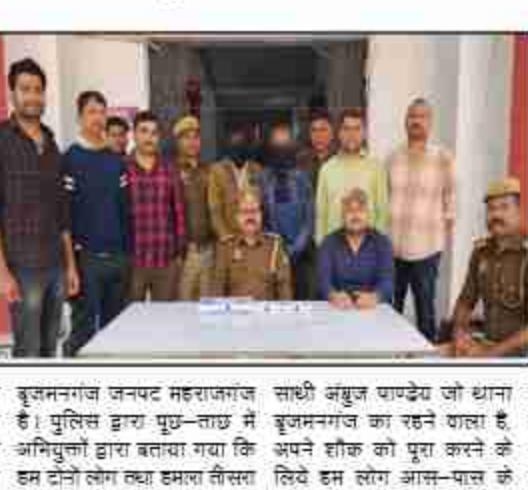 बृजमनगंज जनपद महराजगंज
है। पुलिस द्वारा पूछ—ताछ में
अभियुक्तों द्वारा बताया गया कि
हम दोनों लोग तथा हमारा तीसरा
साथी अंबुज पाण्डेय जो थाना
बृजमनगंज का रहने वाला है,
अपने शौक को पूरा करने के
लिये हम लोग आस—पास के